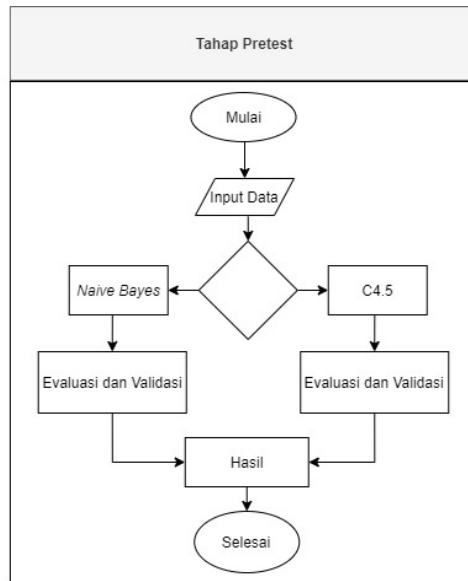 Tahap Pretest
Mulai
Input Data
Naive Bayes
C4.5
Evaluasi dan Validasi
Evaluasi dan Validasi
Hasil
Selesai